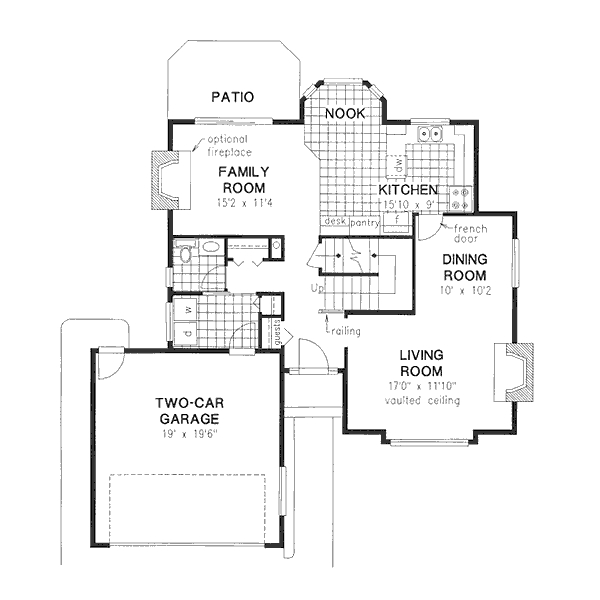 PATIO
NOOK
optional
fireplace
FAMILY
ROOM
15'2 x 11'4
dw
KITCHEN
15'10 x 9'
desk
pantry
f
french
door
DINING
ROOM
10' x 10'2
Up
w
d
guests
railing
LIVING
ROOM
17'0" x 11'10"
vaulted ceiling
TWO-CAR
GARAGE
19' x 19'6"